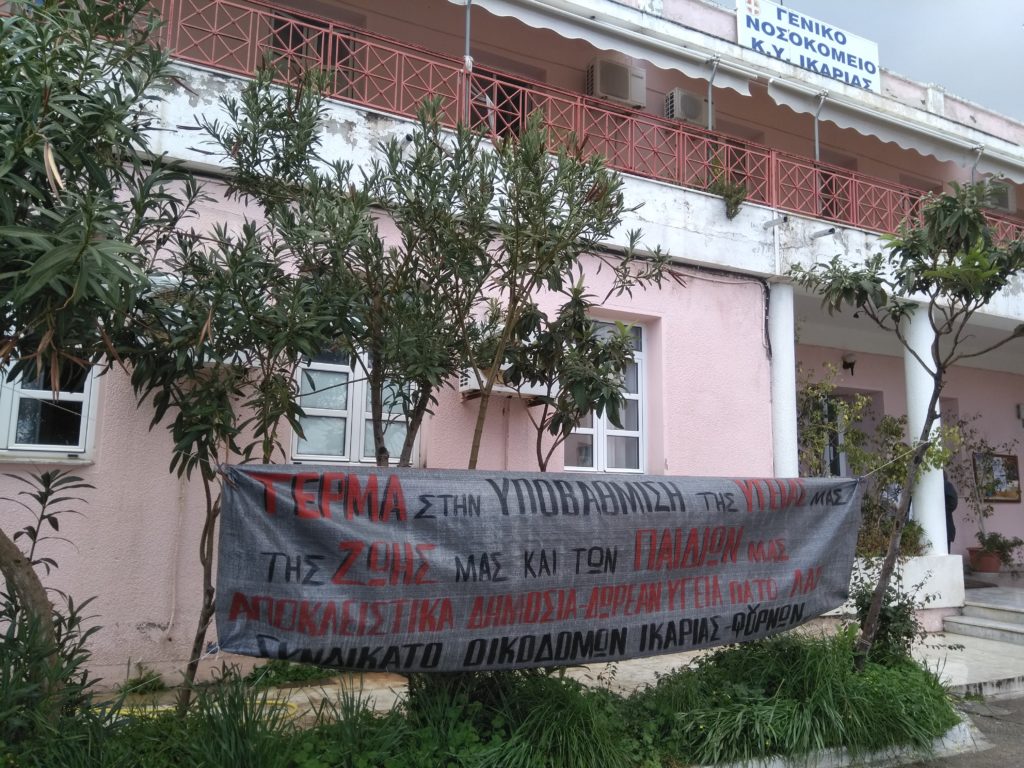 ΓΕΝΙΚΟ
ΝΟΣΟΚΟΜΕΙΟ
Κ.Υ. ΙΚΑΡΙΑΣ
ΤΕΡΜΑ ΣΤΗΝ ΥΠΟΒΑΘΜΙΣΗ ΤΗΣ ΥΓΕΙΑΣ ΜΑΣ
ΤΗΣ ΖΩΗΣ ΜΑΣ ΚΑΙ ΤΩΝ ΠΑΙΔΙΩΝ ΜΑΣ
ΑΠΟΚΛΕΙΣΤΙΚΑ ΔΗΜΟΣΙΑ-ΔΩΡΕΑΝ ΥΓΕΙΑ ΓΙΑ ΤΟ ΛΑΟ
ΣΥΝΔΙΚΑΤΟ ΟΙΚΟΔΟΜΩΝ ΙΚΑΡΙΑΣ ΦΟΥΡΝΩΝ